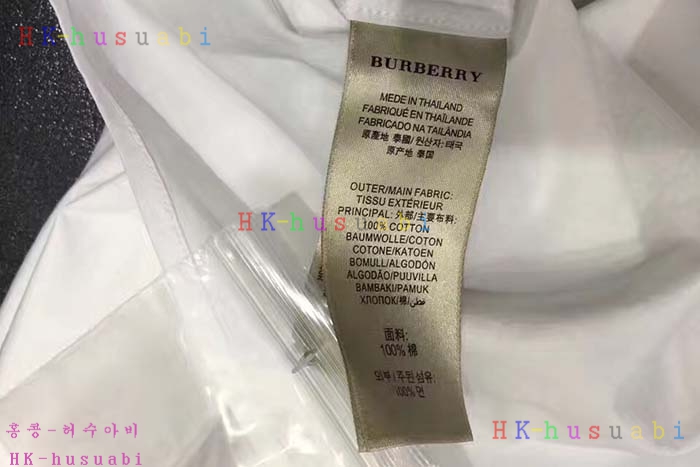 HK-husuabi
BURBERRY
MEDE IN THAILAND
FABRIQUÉ EN THAÏLANDE
FABRICADO NA TAILÂNDIA
原產地 泰國/ 원산자: 태국
原产地 泰国
OUTER/MAIN FABRIC:
TISSU EXTÉRIEUR
PRINCIPAL: 外部/主要布料:
HK-husuabi
100% COTTON
BAUMWOLLE/COTON
COTONE/KATOEN
BOMULL/ALGODÓN
ALGODÃO/PUUVILLA
BAMBAKI/PAMUK
ХЛОПОК/棉/قطن
面料:
100% 棉
외부/주된섬유:
100% 면
홍콩-허수아비
HK-husuabi
HK-husuabi